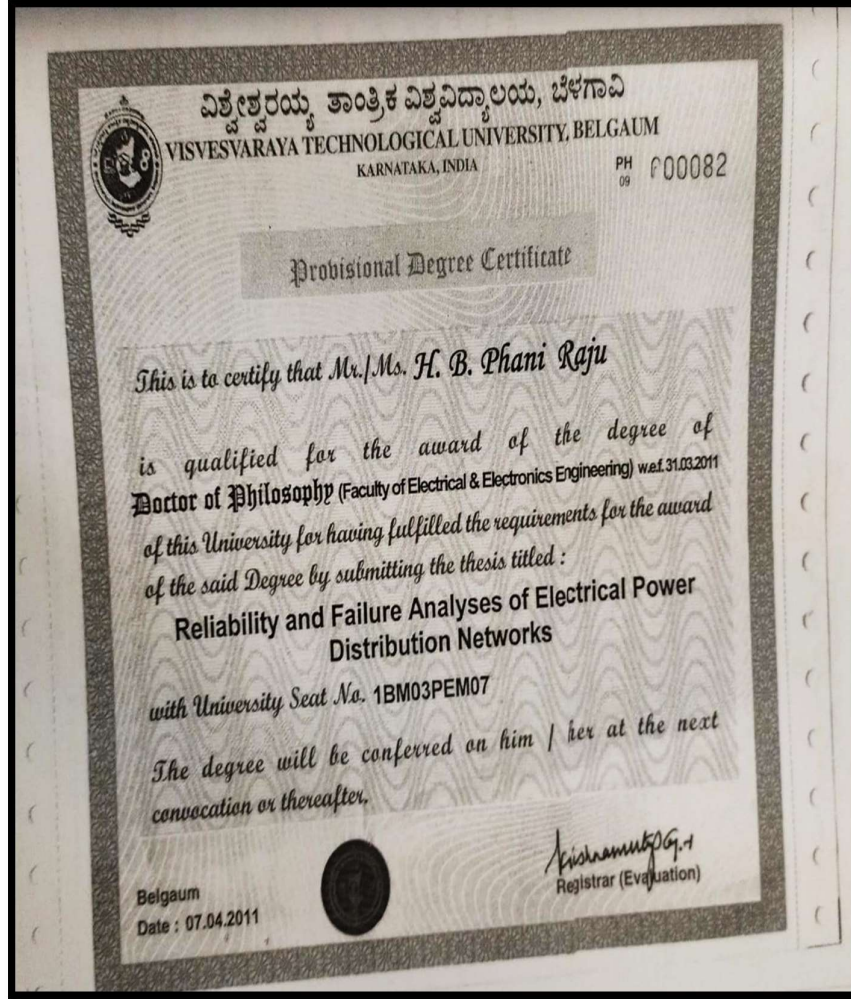 ವಿಶ್ವೇಶ್ವರಯ್ಯ ತಾಂತ್ರಿಕ ವಿಶ್ವವಿದ್ಯಾಲಯ, ಬೆಳಗಾವಿ
VISVESVARAYA TECHNOLOGICAL UNIVERSITY, BELGAUM
KARNATAKA, INDIA
PH
09 000082
Provisional Degree Certificate
This is to certify that Mr./Ms. H. B. Phani Raju
is qualified for the award of the degree of
Doctor of Philosophy (Faculty of Electrical & Electronics Engineering) w.e.f. 31.03.2011
of this University for having fulfilled the requirements for the award
of the said Degree by submitting the thesis titled :
Reliability and Failure Analyses of Electrical Power
Distribution Networks
with University Seat No. 1BM03PEM07
The degree will be conferred on him / her at the next
convocation or thereafter.
Registrar (Evaluation)
Belgaum
Date : 07.04.2011